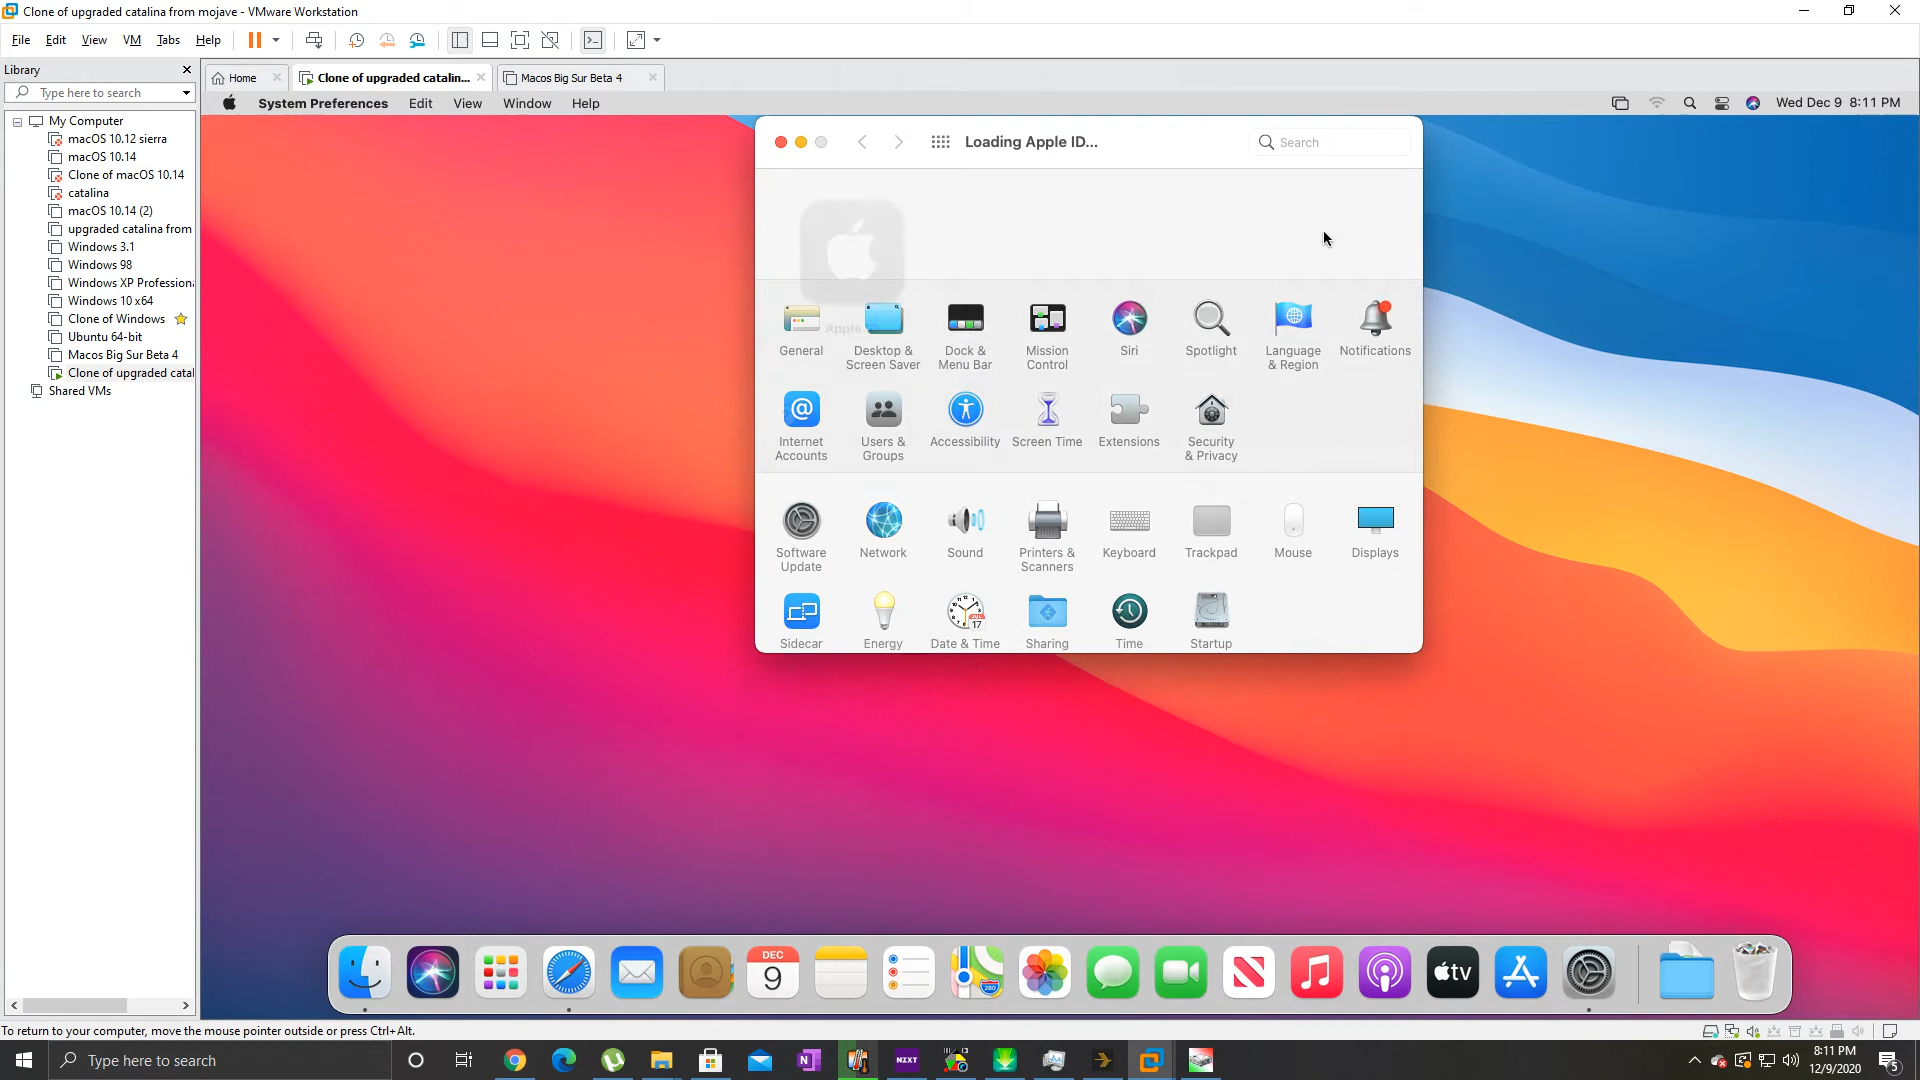 Clone of upgraded catalina from mojave - VMware Workstation
File Edit View VM Tabs Help
Library
Type here to search
My Computer
macOS 10.12 sierra
macOS 10.14
Clone of macOS 10.14
catalina
macOS 10.14 (2)
upgraded catalina from
Windows 3.1
Windows 98
Windows XP Professiona
Windows 10 x64
Clone of Windows
Ubuntu 64-bit
Macos Big Sur Beta 4
Clone of upgraded catal
Shared VMs
Home
Clone of upgraded catalin...
Macos Big Sur Beta 4
System Preferences Edit View Window Help
Wed Dec 9 8:11 PM
Loading Apple ID...
Search
General
Desktop &
Screen Saver
Dock &
Menu Bar
Mission
Control
Siri
Spotlight
Language
& Region
Notifications
Internet
Accounts
Users &
Groups
Accessibility
Screen Time
Extensions
Security
& Privacy
Software
Update
Network
Sound
Printers &
Scanners
Keyboard
Trackpad
Mouse
Displays
Sidecar
Energy
JUL
17
Date & Time
Sharing
Time
Startup
DEC
9
280
tv
To return to your computer, move the mouse pointer outside or press Ctrl+Alt.
Type here to search
NZXT
8:11 PM
12/9/2020
5